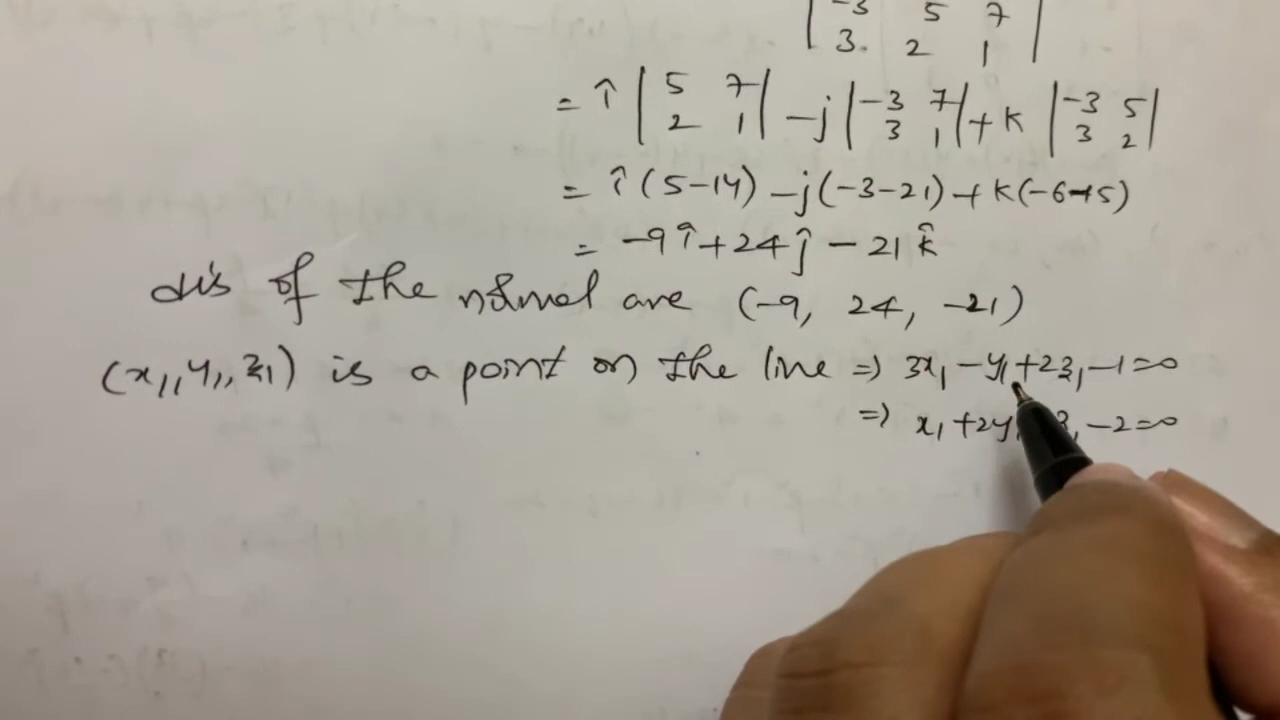 | -3 5 7 |
| 3. 2 1 |
= î | 5 7 | - j | -3 7 | + k | -3 5 |
| 2 1 | | 3 1 | | 3 2 |
= î (5-14) - j(-3-21) + k(-6-15)
= -9î + 24ĵ - 21k̂
of the normal are (-9, 24, -21)
(x₁, y₁, z₁) is a point on the line => 3x₁ - y₁ + 2z₁ - 1 = 0
=> x₁ + 2y₁ z₁ - 2 = 0